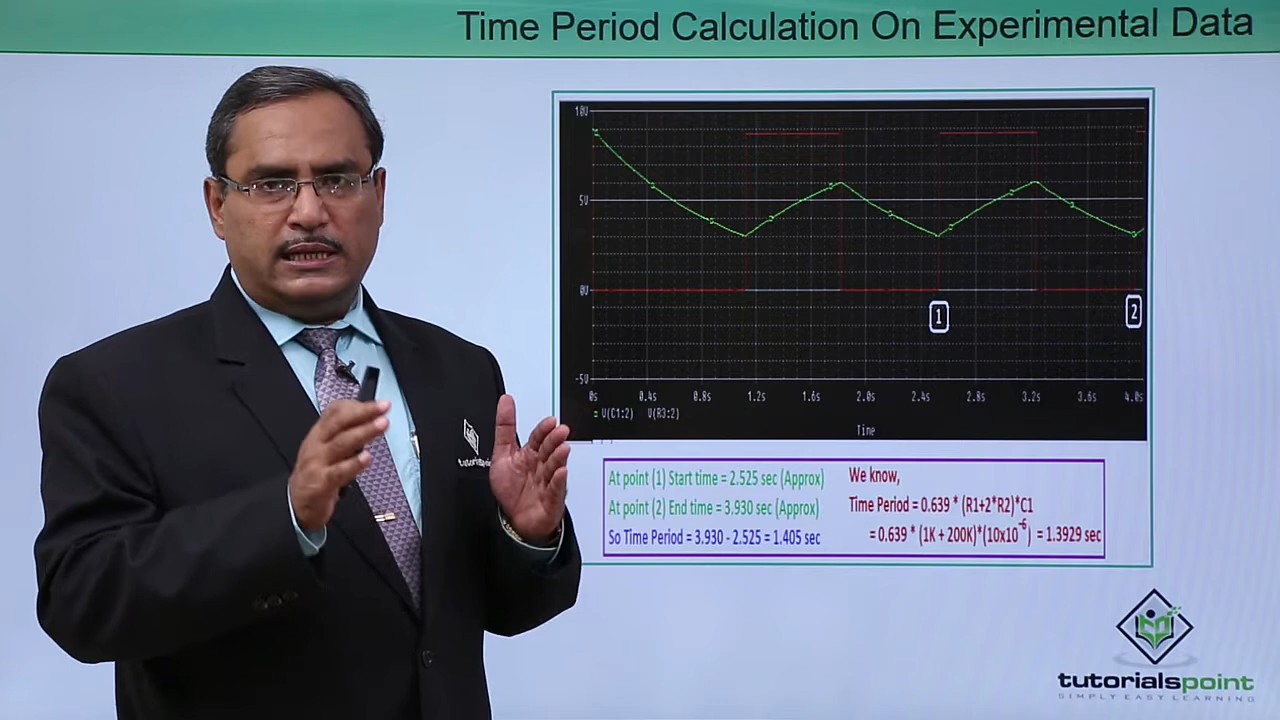 Time Period Calculation On Experimental Data
10V
5V
0V
-5V
0s 0.4s 0.8s 1.2s 1.6s 2.0s 2.4s 2.8s 3.2s 3.6s 4.0s
V(C1:2) V(R3:2)
Time
1
2
At point (1) Start time = 2.525 sec (Approx)
At point (2) End time = 3.930 sec (Approx)
So Time Period = 3.930 - 2.525 = 1.405 sec
We know,
Time Period = 0.639 * (R1+2*R2)*C1
= 0.639 * (1K + 200K)*(10x10⁻⁶) = 1.3929 sec
tutorialspoint
SIMPLY EASY LEARNING